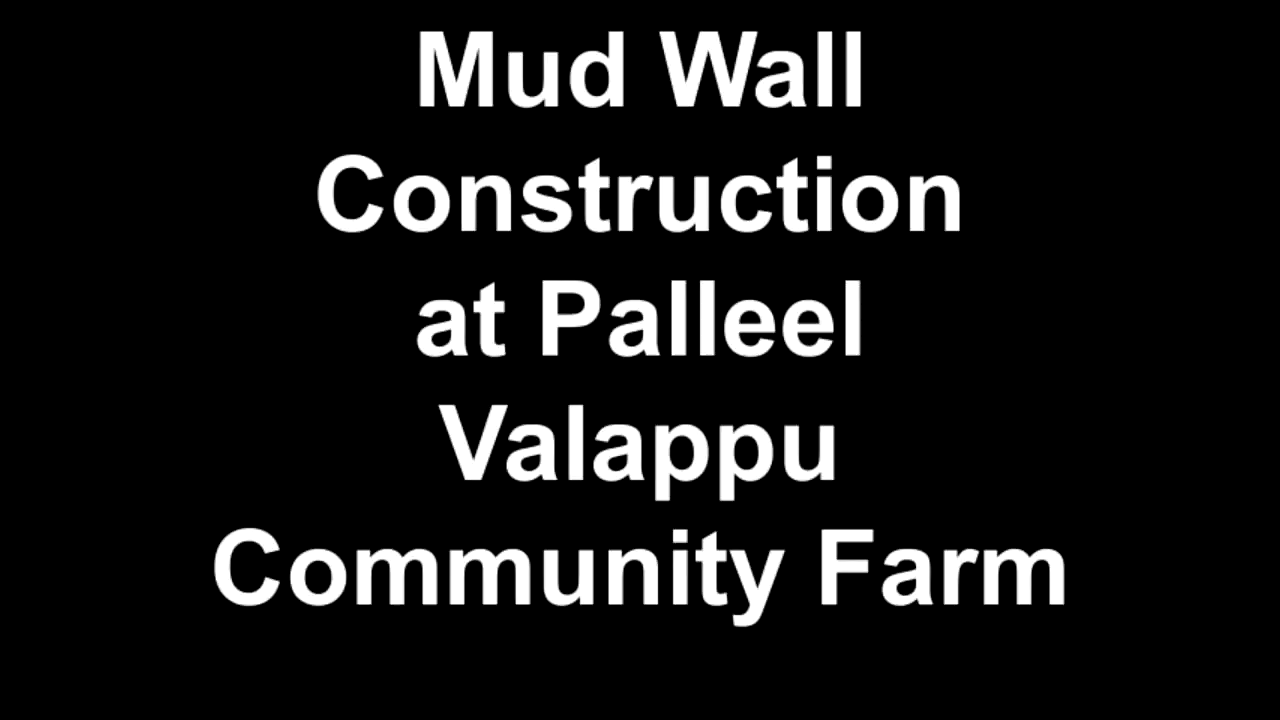 Mud Wall
Construction
at Palleel
Valappu
Community Farm